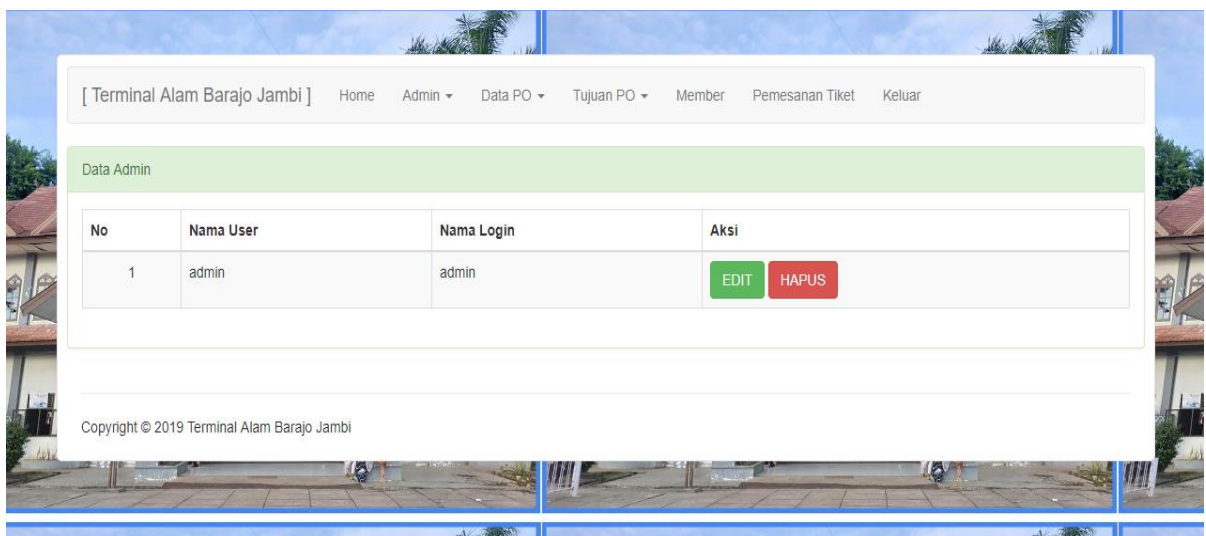 [ Terminal Alam Barajo Jambi ] Home Admin Data PO Tujuan PO Member Pemesanan Tiket Keluar
Data Admin
No Nama User Nama Login Aksi
1 admin admin EDIT HAPUS
Copyright © 2019 Terminal Alam Barajo Jambi